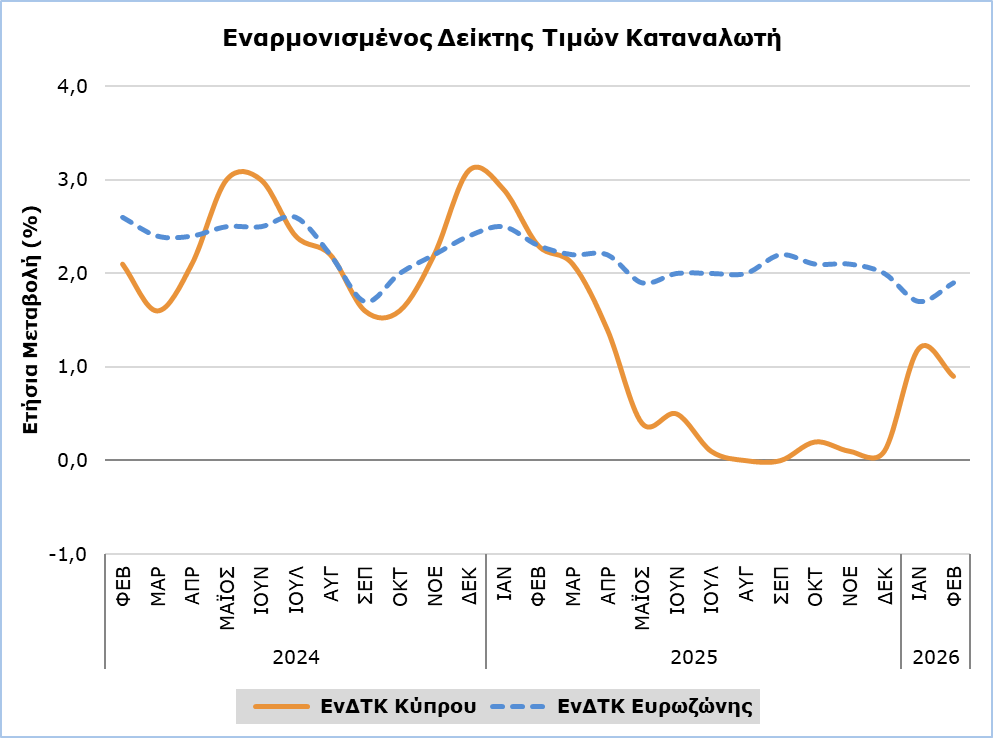 Εναρμονισμένος Δείκτης Τιμών Καταναλωτή
Ετήσια Μεταβολή (%)
4,0
3,0
2,0
1,0
0,0
-1,0
ΦΕΒ ΜΑΡ ΑΠΡ ΜΑΪΟΣ ΙΟΥΝ ΙΟΥΛ ΑΥΓ ΣΕΠ ΟΚΤ ΝΟΕ ΔΕΚ ΙΑΝ ΦΕΒ ΜΑΡ ΑΠΡ ΜΑΪΟΣ ΙΟΥΝ ΙΟΥΛ ΑΥΓ ΣΕΠ ΟΚΤ ΝΟΕ ΔΕΚ ΙΑΝ ΦΕΒ
2024 2025 2026
ΕνΔΤΚ Κύπρου ΕνΔΤΚ Ευρωζώνης